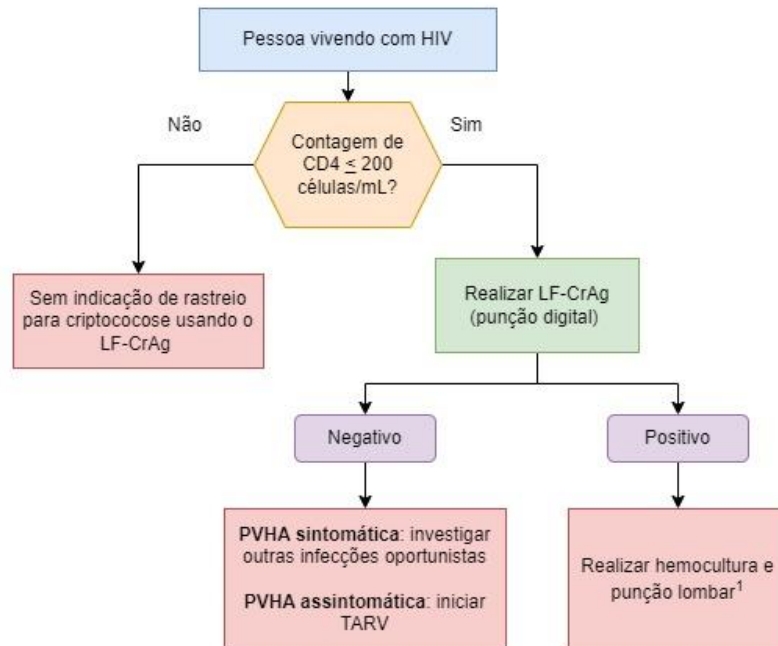 Pessoa vivendo com HIV
Não
Sim
Contagem de
CD4 ≤ 200
células/mL?
Sem indicação de rastreio
para criptococose usando o
LF-CrAg
Realizar LF-CrAg
(punção digital)
Negativo
Positivo
PVHA sintomática: investigar
outras infecções oportunistas
PVHA assintomática: iniciar
TARV
Realizar hemocultura e
punção lombar¹